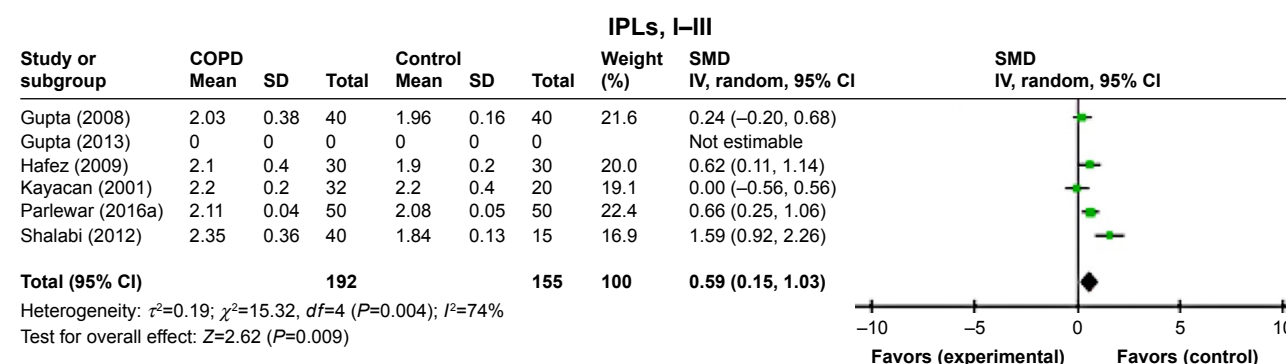 IPLs, I–III
Study or COPD Control Weight SMD SMD
subgroup Mean SD Total Mean SD Total (%) IV, random, 95% CI IV, random, 95% CI
Gupta (2008) 2.03 0.38 40 1.96 0.16 40 21.6 0.24 (–0.20, 0.68)
Gupta (2013) 0 0 0 0 0 0 Not estimable
Hafez (2009) 2.1 0.4 30 1.9 0.2 30 20.0 0.62 (0.11, 1.14)
Kayacan (2001) 2.2 0.2 32 2.2 0.4 20 19.1 0.00 (–0.56, 0.56)
Parlewar (2016a) 2.11 0.04 50 2.08 0.05 50 22.4 0.66 (0.25, 1.06)
Shalabi (2012) 2.35 0.36 40 1.84 0.13 15 16.9 1.59 (0.92, 2.26)
Total (95% CI) 192 155 100 0.59 (0.15, 1.03)
Heterogeneity: τ²=0.19; χ²=15.32, df=4 (P=0.004); I²=74%
Test for overall effect: Z=2.62 (P=0.009)
–10 –5 0 5 10
Favors (experimental) Favors (control)